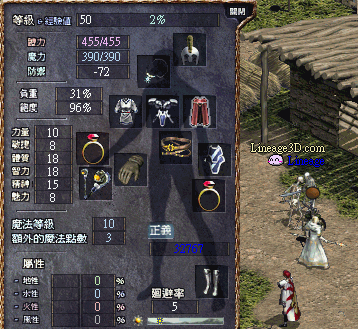 等級 & 經驗值 50 2%
關閉
體力 455/455
魔力 390/390
防禦 -72
負重 31%
飽度 96%
力量 10
敏捷 8
體質 18
智力 18
精神 15
魅力 8
魔法等級 10
額外的魔法點數 3
正義
32767
屬性
地性 0 %
水性 0 %
火性 0 %
風性 0 %
迴避率
5
Lineage3D.com